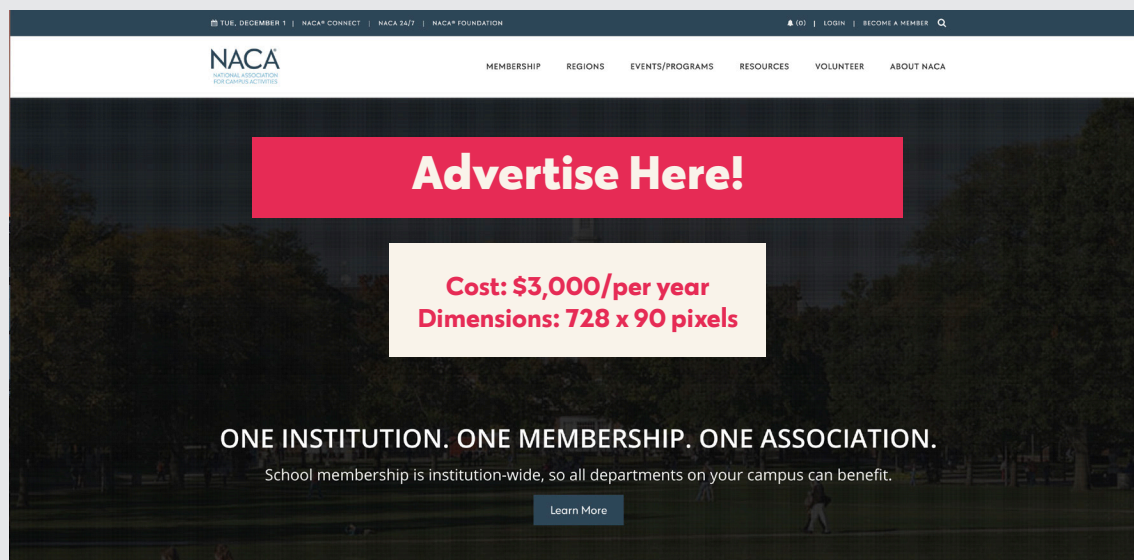 TUE, DECEMBER 1 | NACA® CONNECT | NACA 24/7 | NACA® FOUNDATION
(0) | LOGIN | BECOME A MEMBER
NACA®
NATIONAL ASSOCIATION
FOR CAMPUS ACTIVITIES
MEMBERSHIP REGIONS EVENTS/PROGRAMS RESOURCES VOLUNTEER ABOUT NACA
Advertise Here!
Cost: $3,000/per year
Dimensions: 728 x 90 pixels
ONE INSTITUTION. ONE MEMBERSHIP. ONE ASSOCIATION.
School membership is institution-wide, so all departments on your campus can benefit.
Learn More